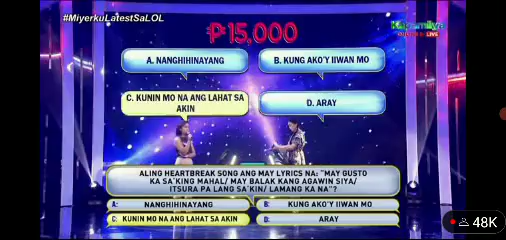 #MiyerkuLatestSaLOL
₱15,000
Kapamilya
LIVE
A. NANGHIHINAYANG
B. KUNG AKO'Y IIWAN MO
C. KUNIN MO NA ANG LAHAT SA
AKIN
D. ARAY
ALING HEARTBREAK SONG ANG MAY LYRICS NA: "MAY GUSTO
KA SA'KING MAHAL/ MAY BALAK KANG AGAWIN SIYA/
ITSURA PA LANG SA'KIN/ LAMANG KA NA"?
A: NANGHIHINAYANG
B: KUNG AKO'Y IIWAN MO
C: KUNIN MO NA ANG LAHAT SA AKIN
D: ARAY
48K